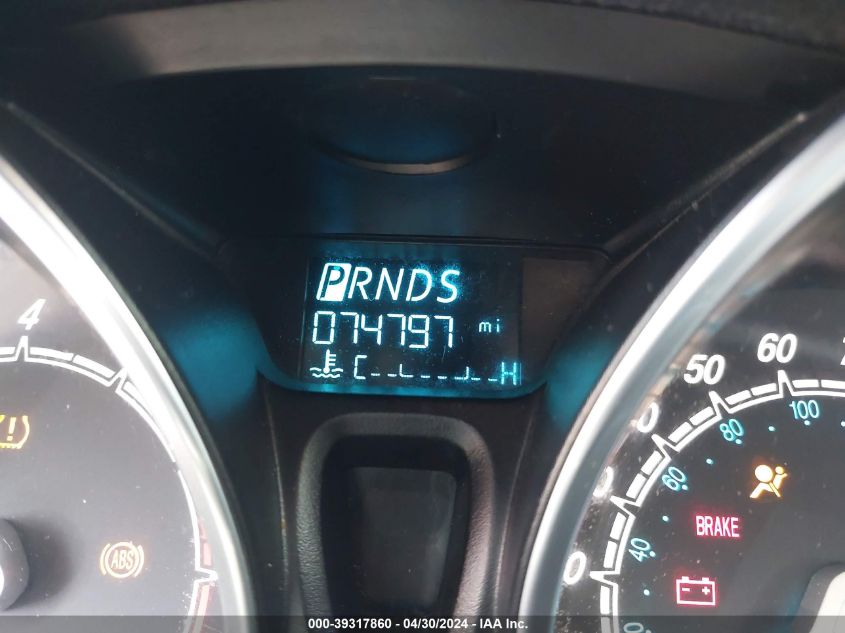 PRNDS
074797 mi
C H
4
50 60
80 100
60
40
ABS
BRAKE
000-39317860 - 04/30/2024 - © IAA, Inc.